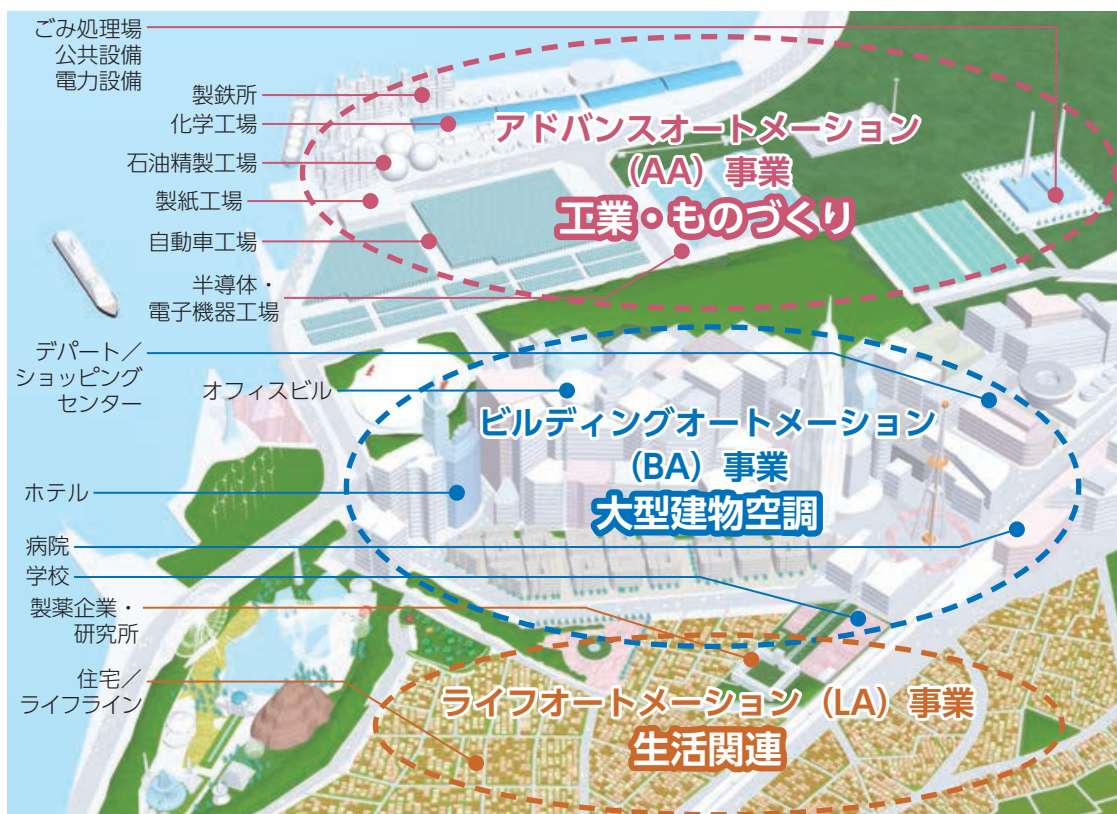 ごみ処理場
公共設備
電力設備
製鉄所
化学工場
石油精製工場
製紙工場
自動車工場
半導体・
電子機器工場
アドバンスオートメーション
（AA）事業
工業・ものづくり
デパート／
ショッピング
センター
オフィスビル
ホテル
病院
学校
ビルディングオートメーション
（BA）事業
大型建物空調
製薬企業・
研究所
住宅／
ライフライン
ライフオートメーション（LA）事業
生活関連